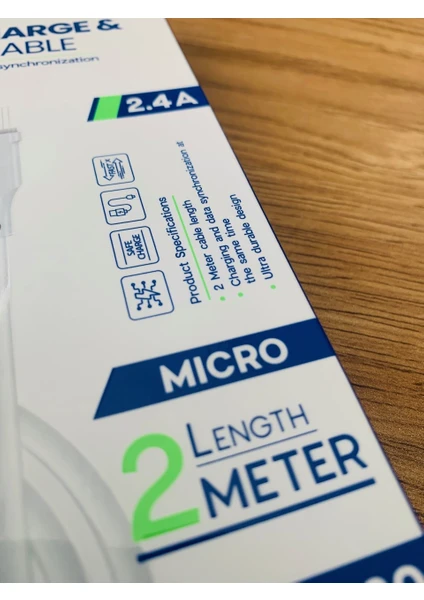 ARGE &
ABLE
synchronization
2.4A
FAST
SAFE
CHARGE
Product Specifications
• 2 Meter cable length
• Charging and data synchronization at
the same time
• Ultra durable design
MICRO
2 LENGTH
METER